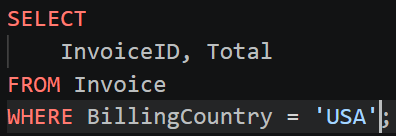 SELECT
InvoiceID, Total
FROM Invoice
WHERE BillingCountry = 'USA';